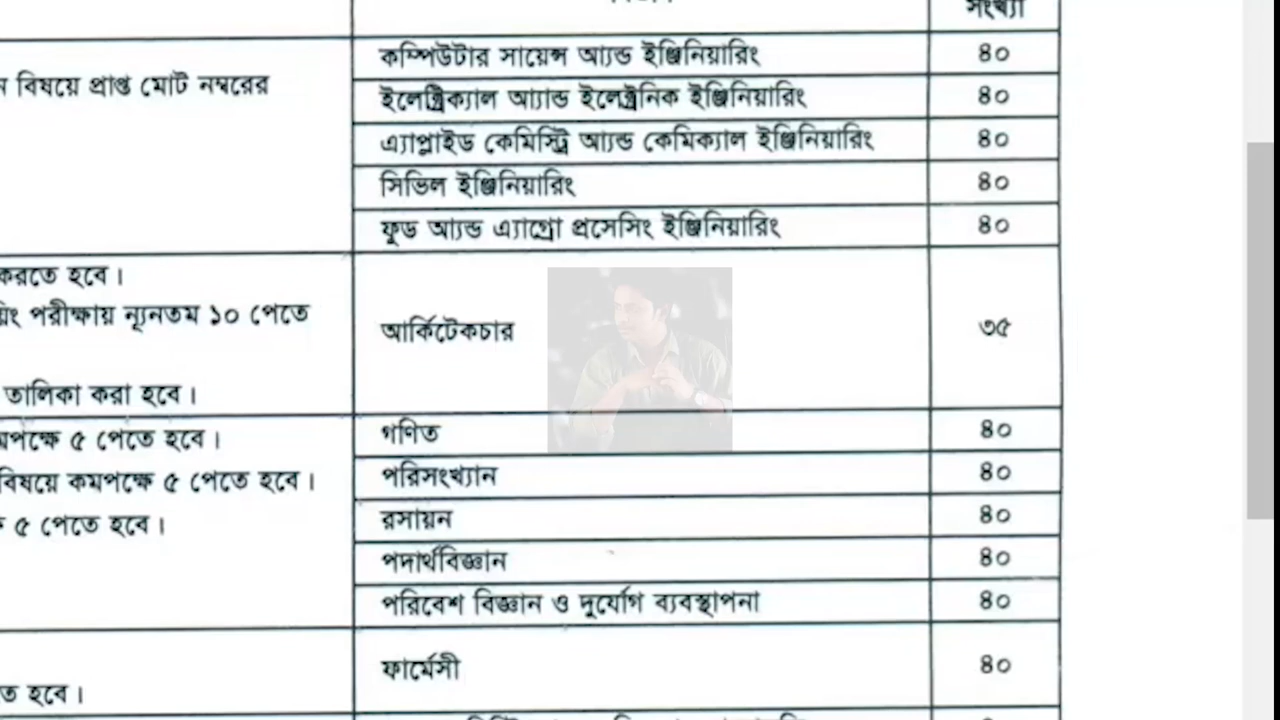 সংখ্যা
কম্পিউটার সায়েন্স অ্যান্ড ইঞ্জিনিয়ারিং ৪০
ন বিষয়ে প্রাপ্ত মোট নম্বরের
ইলেক্ট্রিক্যাল অ্যান্ড ইলেক্ট্রনিক ইঞ্জিনিয়ারিং ৪০
এ্যাপ্লাইড কেমিস্ট্রি অ্যান্ড কেমিক্যাল ইঞ্জিনিয়ারিং ৪০
সিভিল ইঞ্জিনিয়ারিং ৪০
ফুড অ্যান্ড এ্যাগ্রো প্রসেসিং ইঞ্জিনিয়ারিং ৪০
করতে হবে।
য়িং পরীক্ষায় ন্যূনতম ১০ পেতে
আর্কিটেকচার ৩৫
তালিকা করা হবে।
মপক্ষে ৫ পেতে হবে। গণিত ৪০
বিষয়ে কমপক্ষে ৫ পেতে হবে। পরিসংখ্যান ৪০
৫ পেতে হবে। রসায়ন ৪০
পদার্থবিজ্ঞান ৪০
পরিবেশ বিজ্ঞান ও দুর্যোগ ব্যবস্থাপনা ৪০
ফার্মেসী ৪০
ত হবে।